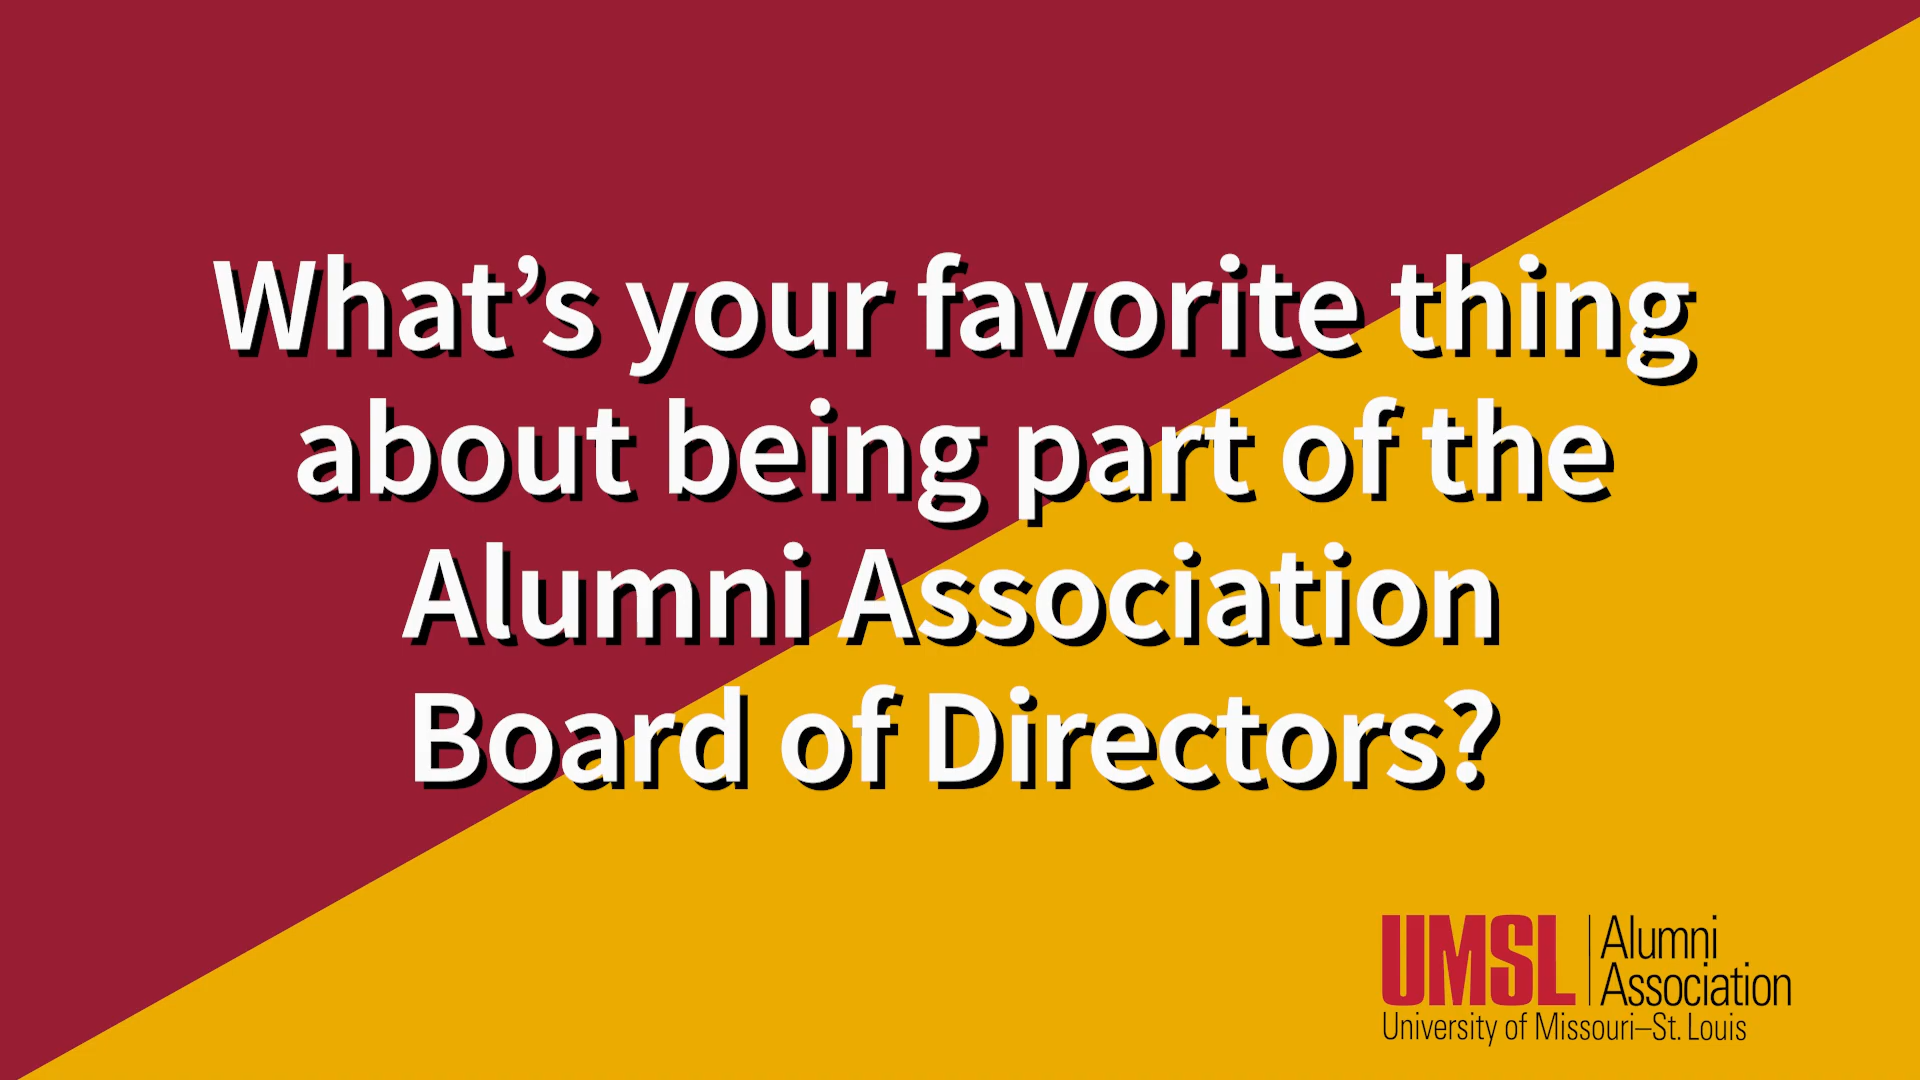 What’s your favorite thing
about being part of the
Alumni Association
Board of Directors?
UMSL
Alumni
Association
University of Missouri–St. Louis